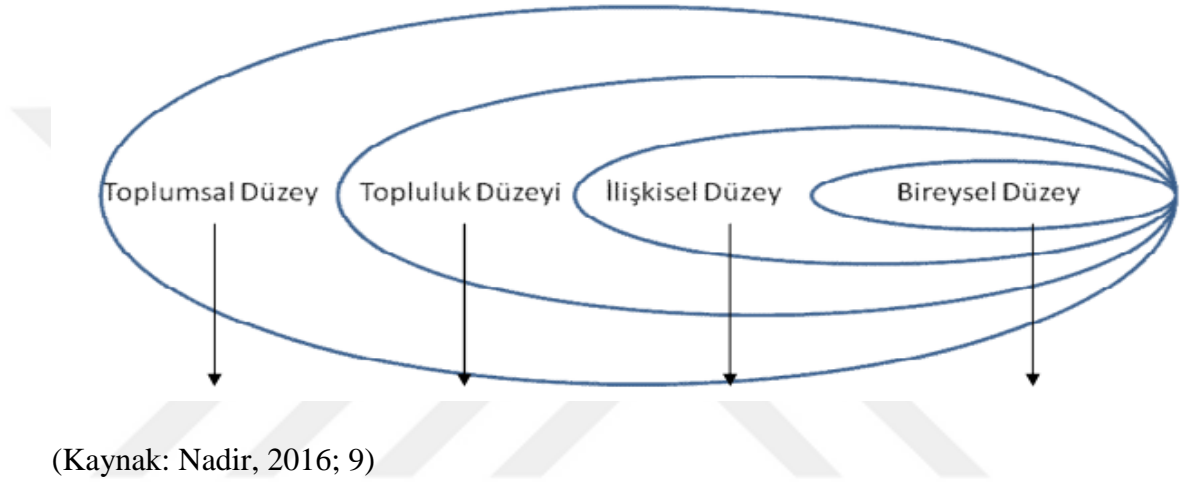 Toplumsal Düzey Topluluk Düzeyi İlişkisel Düzey Bireysel Düzey
(Kaynak: Nadir, 2016; 9)